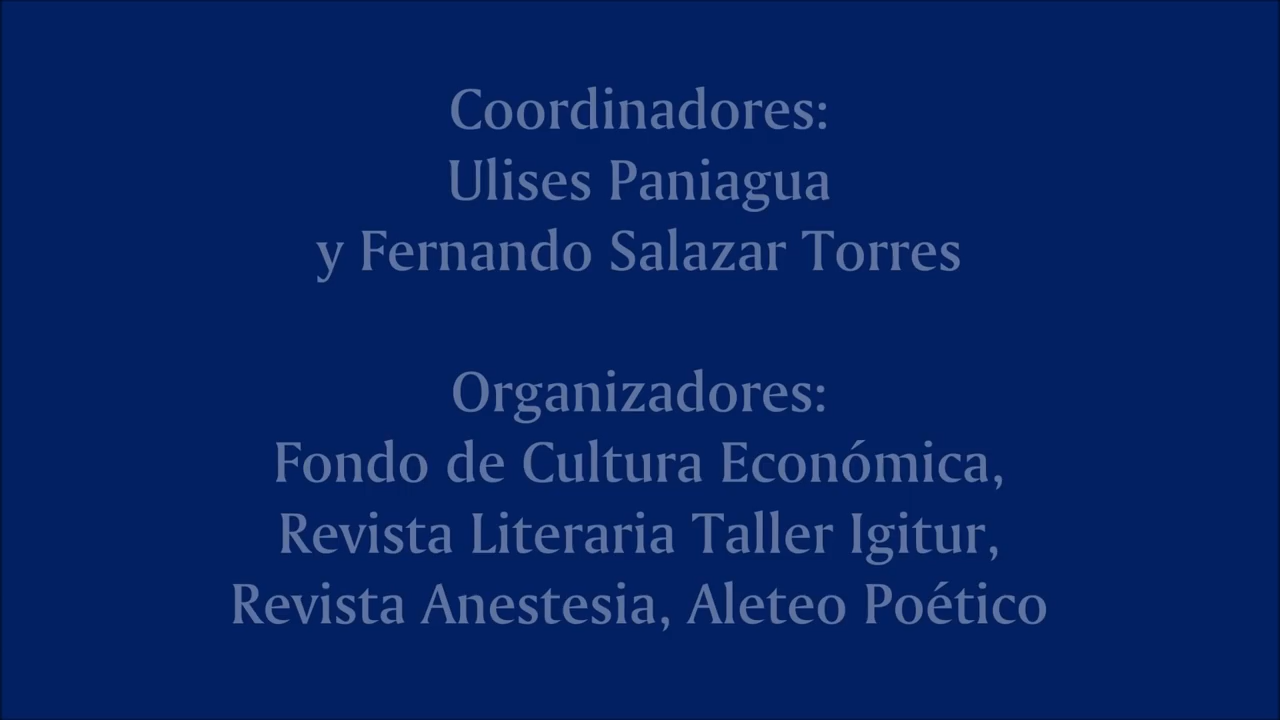 Coordinadores:
Ulises Paniagua
y Fernando Salazar Torres
Organizadores:
Fondo de Cultura Económica,
Revista Literaria Taller Igitur,
Revista Anestesia, Aleteo Poético